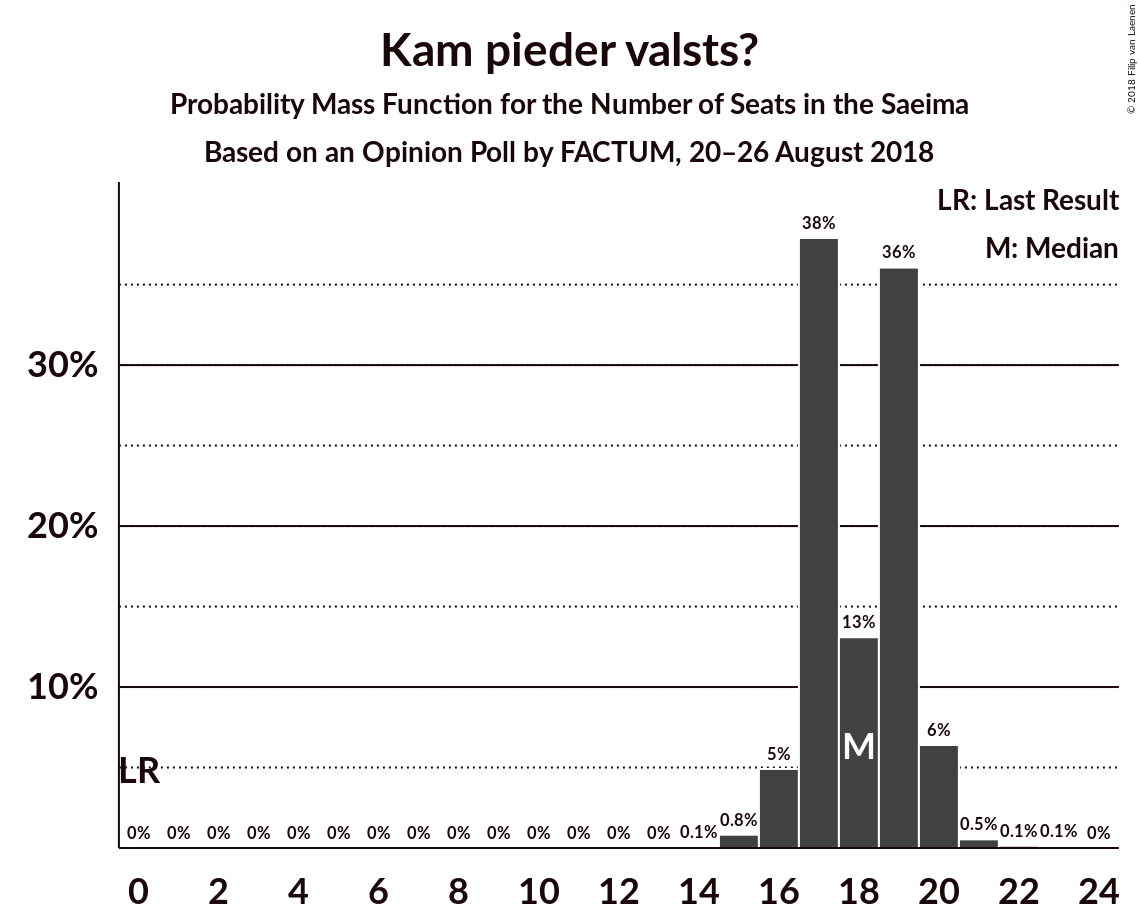 Kam pieder valsts?
Probability Mass Function for the Number of Seats in the Saeima
Based on an Opinion Poll by FACTUM, 20–26 August 2018
© 2018 Filip van Laenen
LR: Last Result
M: Median
38%
36%
30%
20%
13%
10%
6%
M
5%
LR
0% 0% 0% 0% 0% 0% 0% 0% 0% 0% 0% 0% 0% 0% 0.1% 0.8% 0.5% 0.1% 0.1% 0%
0 2 4 6 8 10 12 14 16 18 20 22 24